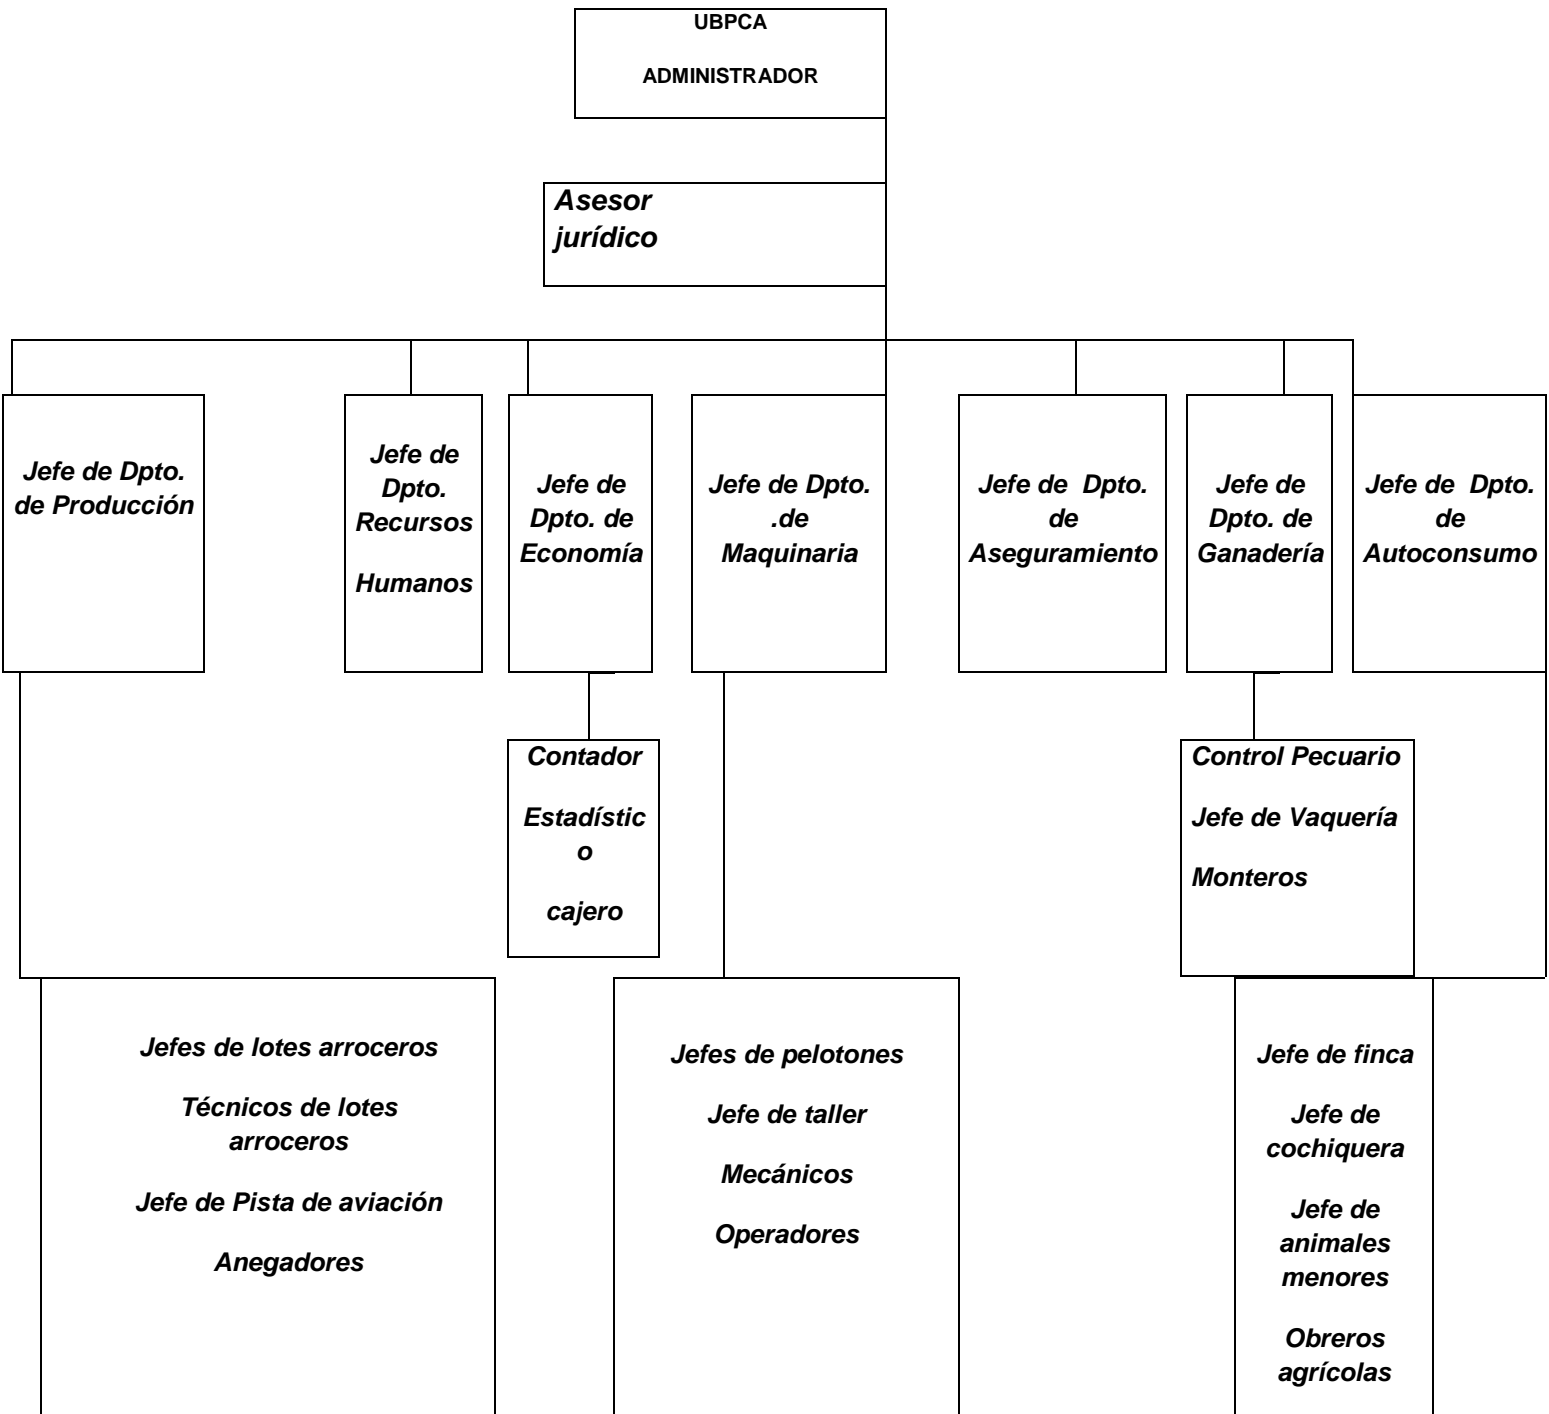 UBPCA
ADMINISTRADOR
Asesor
jurídico
Jefe de Dpto.
de Producción
Jefe de
Dpto.
Recursos
Humanos
Jefe de
Dpto. de
Economía
Jefe de Dpto.
.de
Maquinaria
Jefe de  Dpto.
de
Aseguramiento
Jefe de
Dpto. de
Ganadería
Jefe de  Dpto.
de
Autoconsumo
Contador
Estadístic
o
cajero
Control Pecuario
Jefe de Vaquería
Monteros
Jefes de lotes arroceros
Técnicos de lotes
arroceros
Jefe de Pista de aviación
Anegadores
Jefes de pelotones
Jefe de taller
Mecánicos
Operadores
Jefe de finca
Jefe de
cochiquera
Jefe de
animales
menores
Obreros
agrícolas